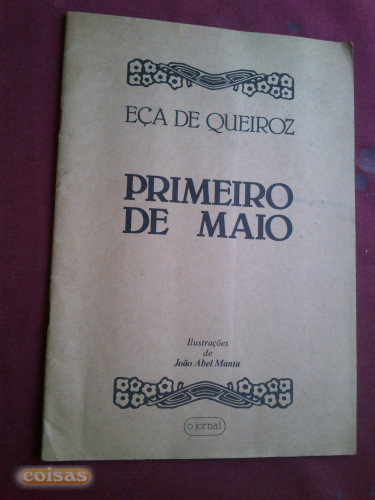 EÇA DE QUEIROZ
PRIMEIRO
DE MAIO
Ilustrações
de
João Abel Manta
o jornal
coisas